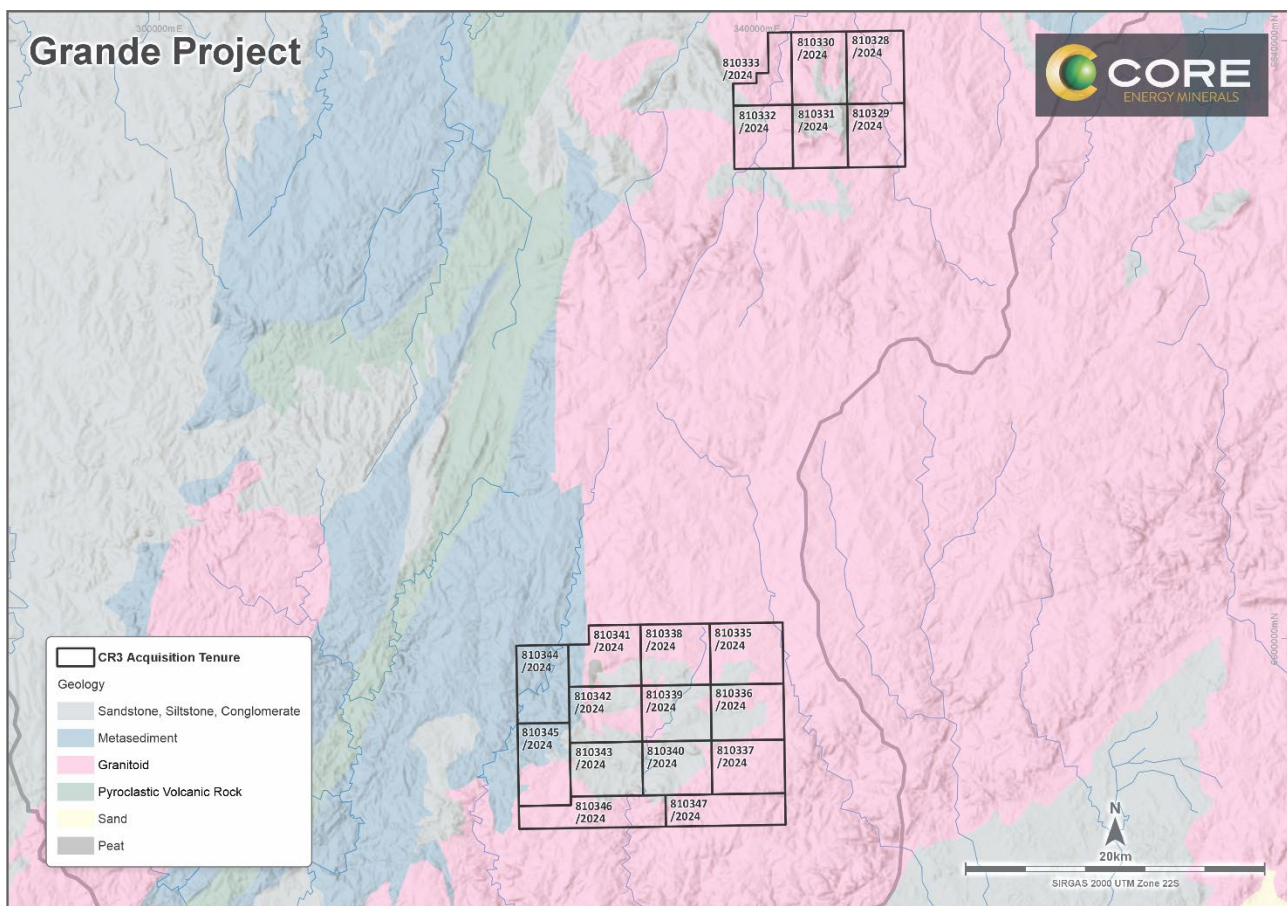 300000mE
340000mE
6640000mN
Grande Project
CORE
ENERGY MINERALS
810333
/2024
810330
/2024
810328
/2024
810332
/2024
810331
/2024
810329
/2024
6600000mN
810341
/2024
810338
/2024
810335
/2024
810344
/2024
810342
/2024
810339
/2024
810336
/2024
810345
/2024
810343
/2024
810340
/2024
810337
/2024
810346
/2024
810347
/2024
CR3 Acquisition Tenure
Geology
Sandstone, Siltstone, Conglomerate
Metasediment
Granitoid
Pyroclastic Volcanic Rock
Sand
Peat
N
20km
SIRGAS 2000 UTM Zone 22S